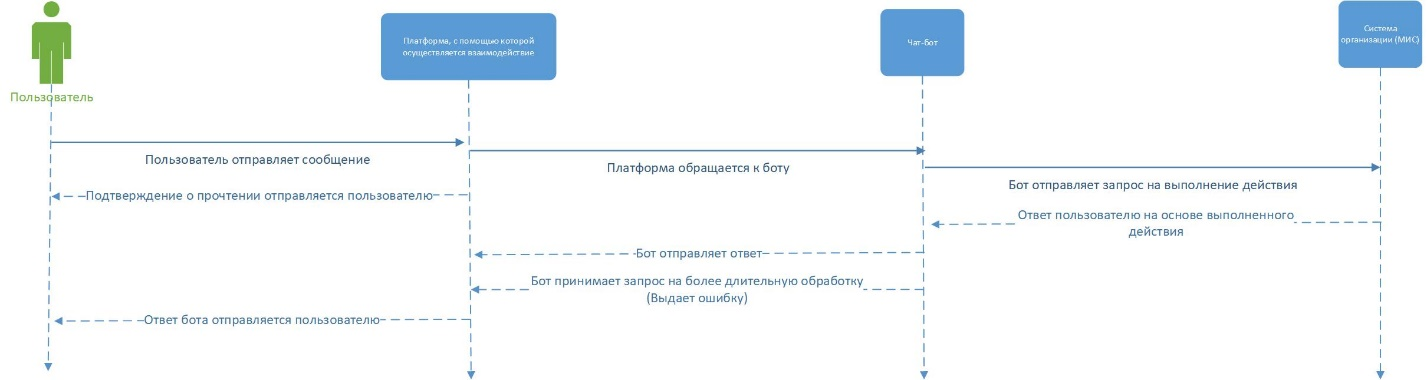 Пользователь
Платформа, с помощью которой
осуществляется взаимодействие
Чат-бот
Система
организации (МИС)
Пользователь отправляет сообщение
Платформа обращается к боту
Бот отправляет запрос на выполнение действия
Подтверждение о прочтении отправляется пользователю
Ответ пользователю на основе выполненного
действия
Бот отправляет ответ
Бот принимает запрос на более длительную обработку
(Выдает ошибку)
Ответ бота отправляется пользователю